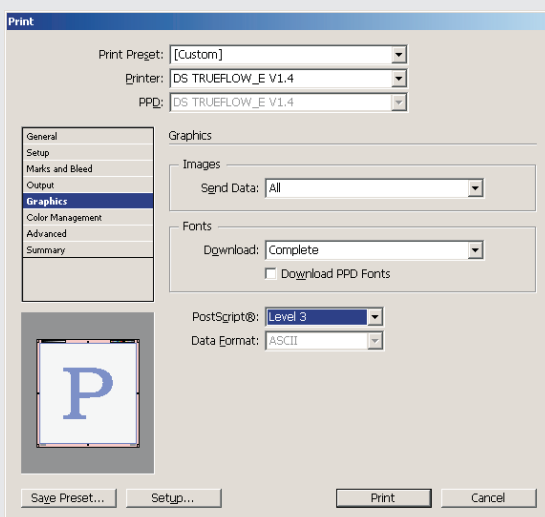 Print
Print Preset: [Custom]
Printer: DS TRUEFLOW_E V1.4
PPD: DS TRUEFLOW_E V1.4
General
Setup
Marks and Bleed
Output
Graphics
Color Management
Advanced
Summary
Graphics
Images
Send Data: All
Fonts
Download: Complete
Download PPD Fonts
PostScript®: Level 3
Data Format: ASCII
P
Save Preset... Setup... Print Cancel